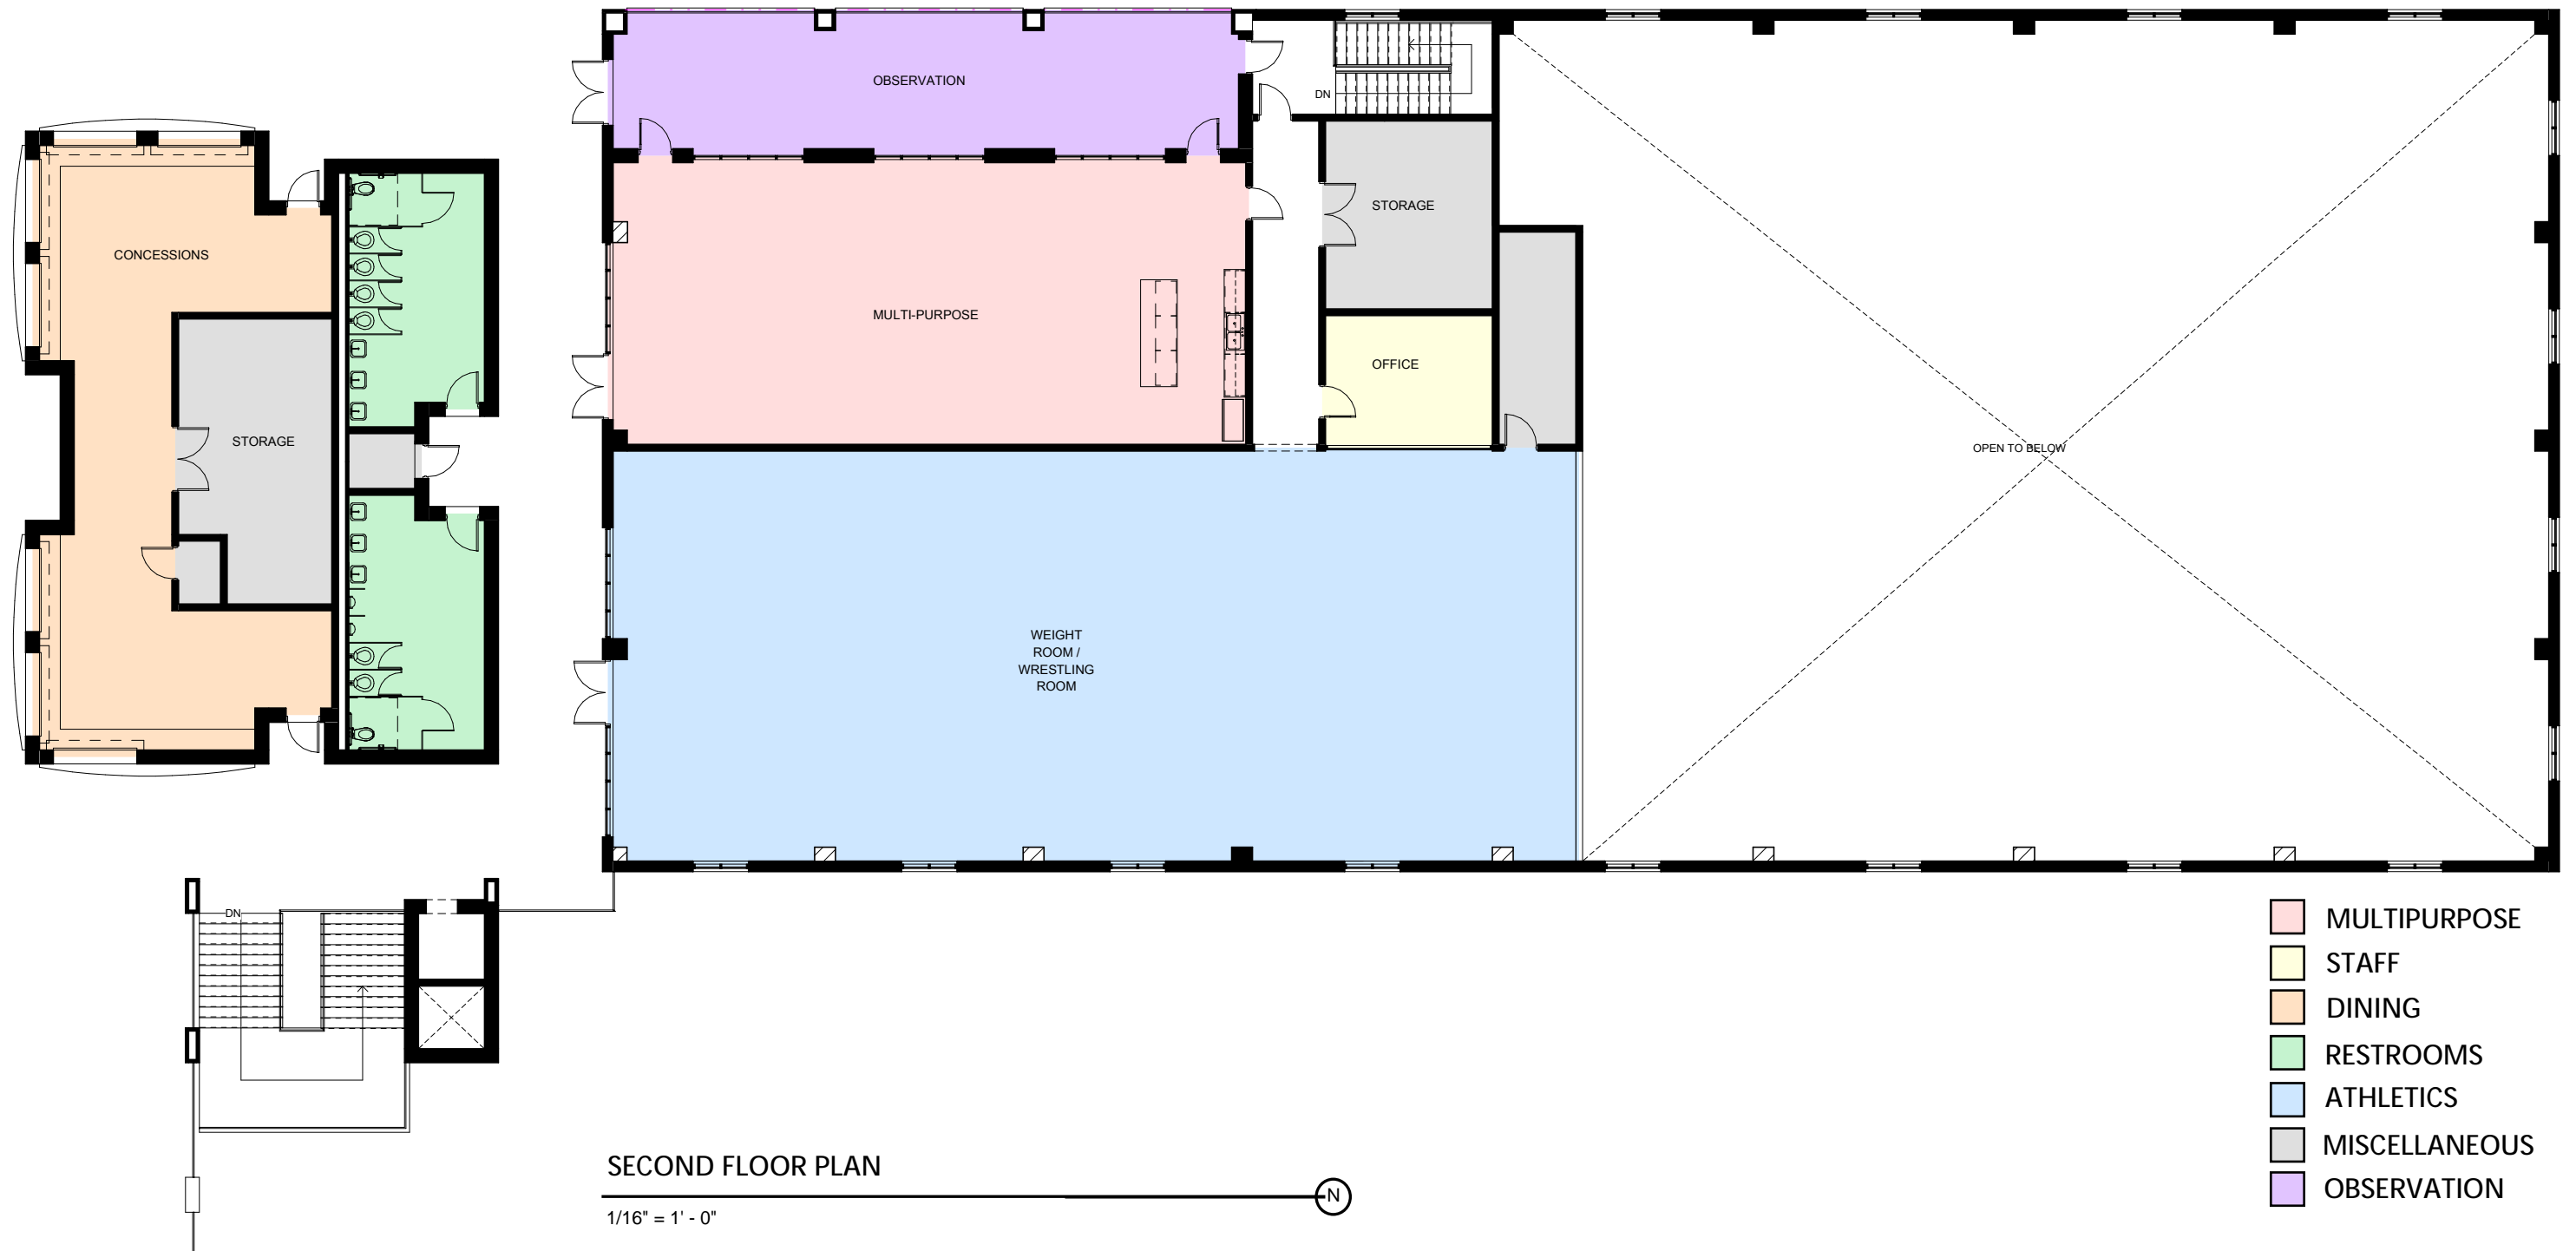 OBSERVATION
DN
STORAGE
CONCESSIONS
MULTI-PURPOSE
OFFICE
STORAGE
OPEN TO BELOW
WEIGHT
ROOM /
WRESTLING
ROOM
DN
MULTIPURPOSE
STAFF
DINING
RESTROOMS
ATHLETICS
MISCELLANEOUS
OBSERVATION
SECOND FLOOR PLAN
N
1/16" = 1' - 0"